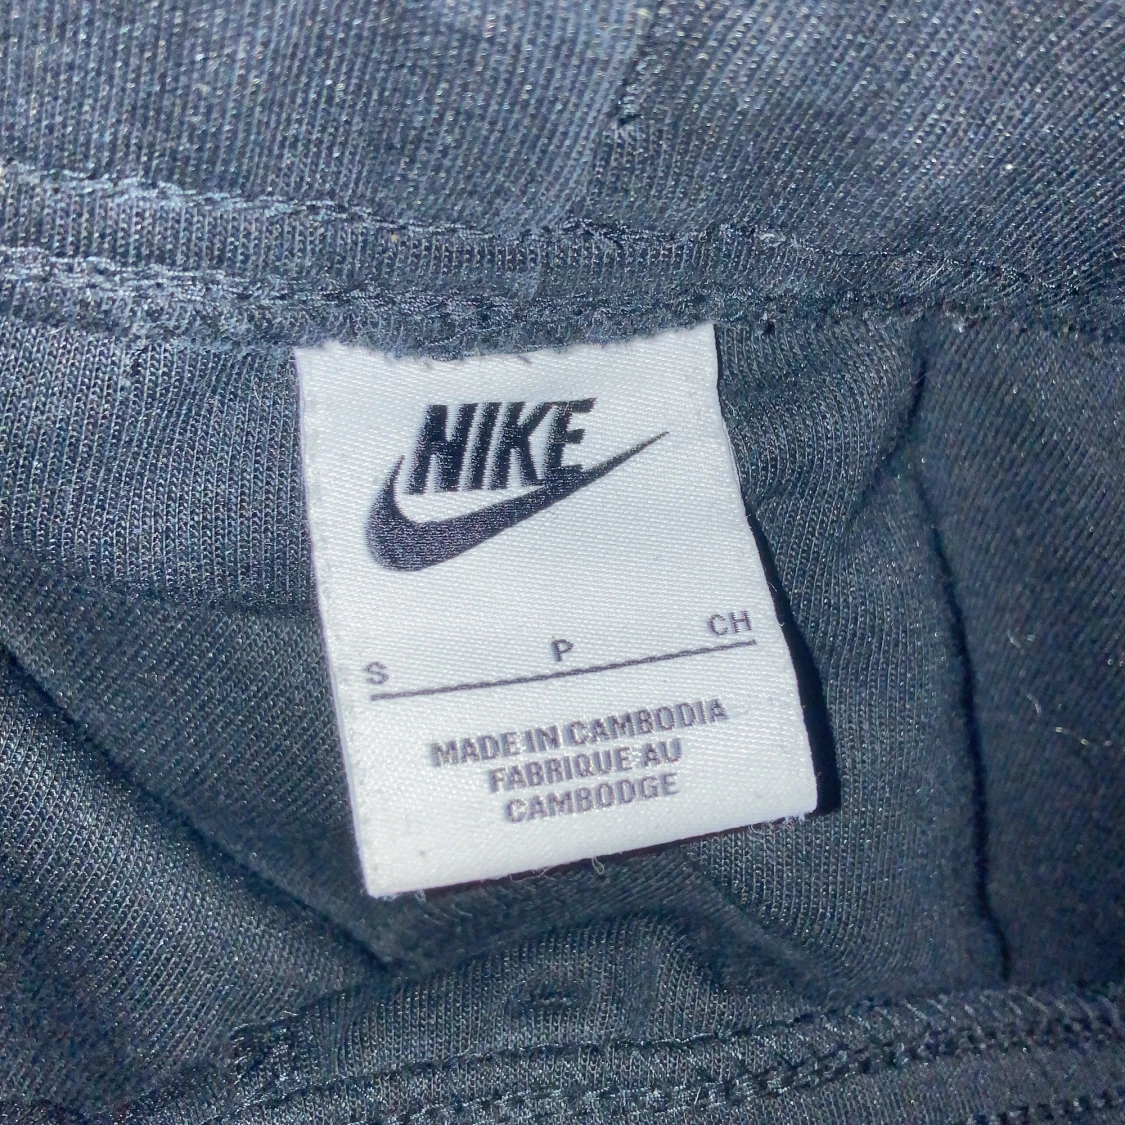 NIKE
S P CH
MADE IN CAMBODIA
FABRIQUE AU
CAMBODGE